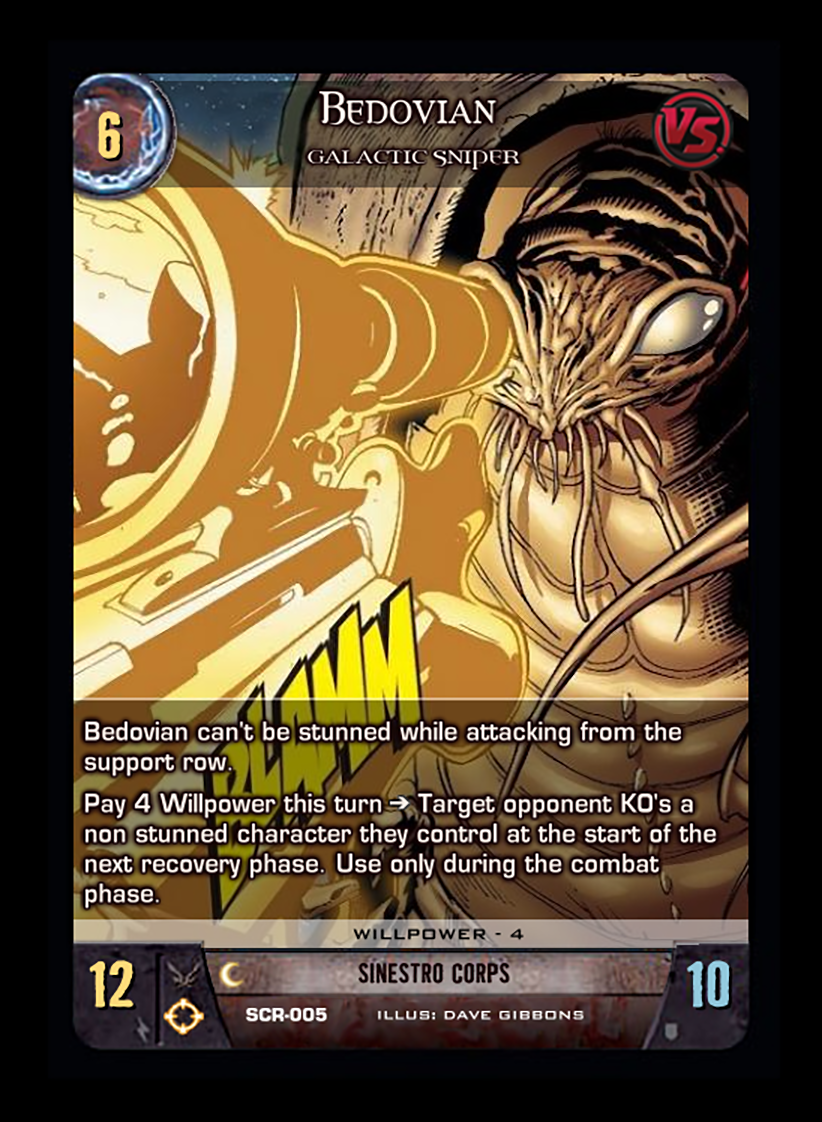 6
BEDOVIAN
VS.
GALACTIC SNIPER
BLAMM
BLAMM
Bedovian can't be stunned while attacking from the
support row.
Pay 4 Willpower this turn ➔ Target opponent KO's a
non stunned character they control at the start of the
next recovery phase. Use only during the combat
phase.
WILLPOWER - 4
12
SINESTRO CORPS
10
SCR-005
ILLUS: DAVE GIBBONS